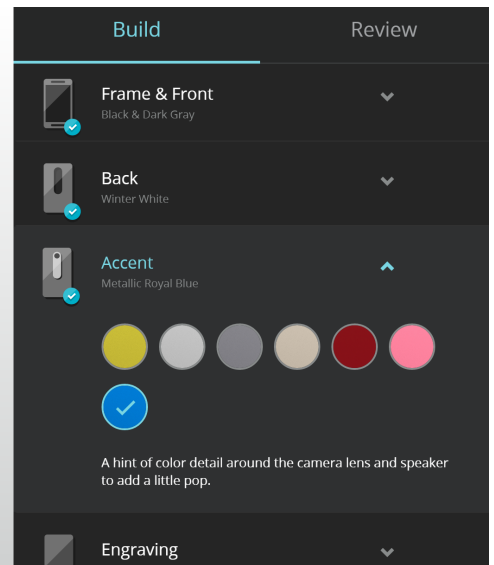 Build
Review
Frame & Front
Black & Dark Gray
Back
Winter White
Accent
Metallic Royal Blue
A hint of color detail around the camera lens and speaker
to add a little pop.
Engraving